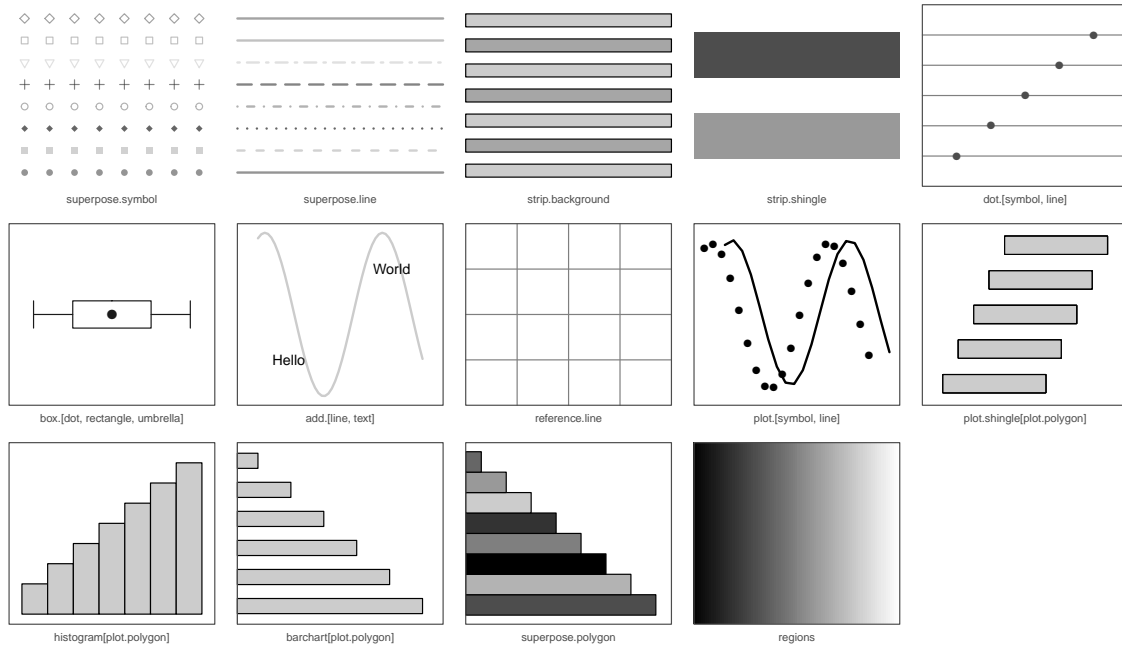 superpose.symbol
superpose.line
strip.background
strip.shingle
dot.[symbol, line]
World
Hello
box.[dot, rectangle, umbrella]
add.[line, text]
reference.line
plot.[symbol, line]
plot.shingle[plot.polygon]
histogram[plot.polygon]
barchart[plot.polygon]
superpose.polygon
regions